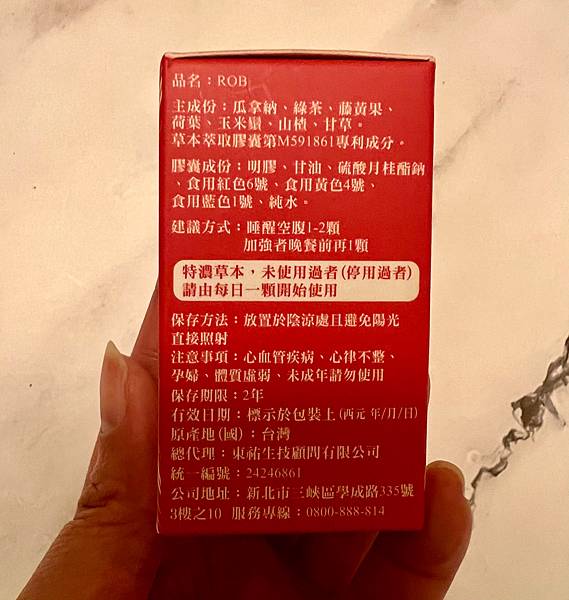 品名：ROB
主成份：瓜拿納、綠茶、藤黃果、
荷葉、玉米鬚、山楂、甘草。
草本萃取膠囊第M591861專利成分。
膠囊成份：明膠、甘油、硫酸月桂酯鈉
、食用紅色6號、食用黃色4號、
食用藍色1號、純水。
建議方式：睡醒空腹1-2顆
加強者晚餐前再1顆
特濃草本，未使用過者(停用過者)
請由每日一顆開始使用
保存方法：放置於陰涼處且避免陽光
直接照射
注意事項：心血管疾病、心律不整、
孕婦、體質虛弱、未成年請勿使用
保存期限：2年
有效日期：標示於包裝上(西元 年/月/日)
原產地(國)：台灣
總代理：東祐生技顧問有限公司
統一編號：24246861
公司地址：新北市三峽區學成路335號
3樓之10 服務專線：0800-888-814